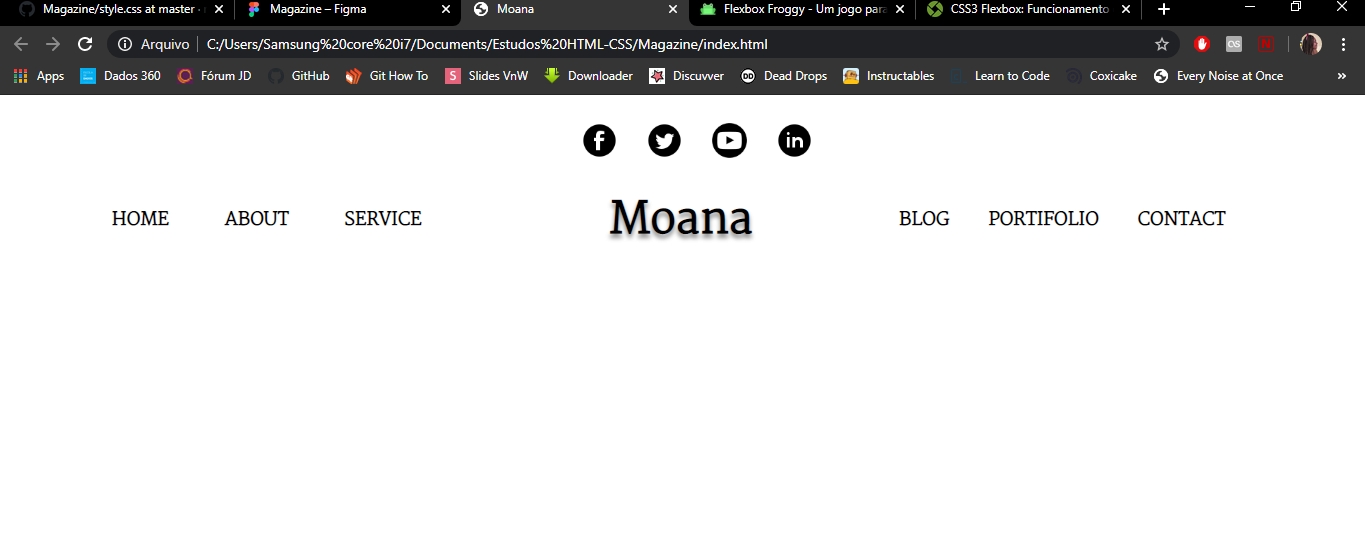 Magazine/style.css at master ·
Magazine – Figma
Moana
Flexbox Froggy - Um jogo para
CSS3 Flexbox: Funcionamento
Arquivo
C:/Users/Samsung%20core%20i7/Documents/Estudos%20HTML-CSS/Magazine/index.html
Apps
Dados 360
Fórum JD
GitHub
Git How To
S
Slides VnW
Downloader
Discuvver
DD
Dead Drops
Instructables
Learn to Code
Coxicake
Every Noise at Once
»
f
in
HOME ABOUT SERVICE Moana BLOG PORTIFOLIO CONTACT